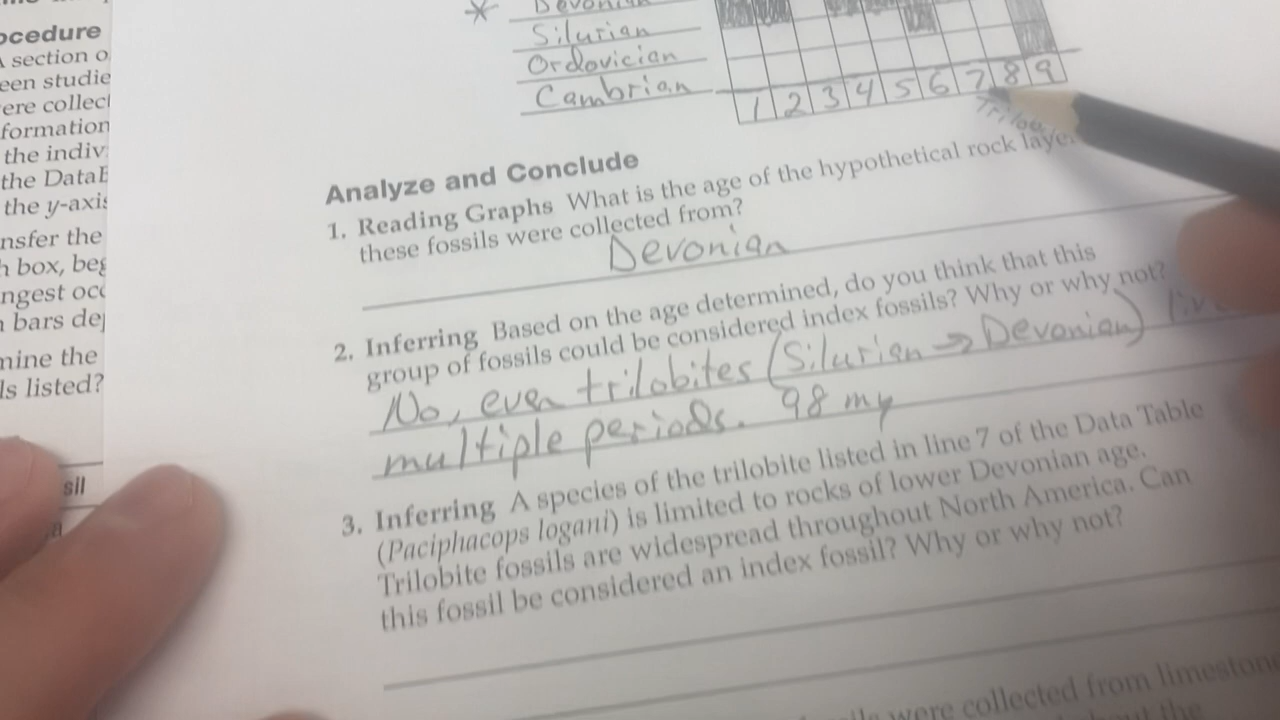 ocedure
A section o
een studie
ere collec
formation
the indiv
the Data
the y-axis
nsfer the
h box, beg
ngest occ
n bars de
mine the
ls listed?
sil
* Devonian
Silurian
Ordovician
Cambrian
1 2 3 4 5 6 7 8 9
Trilob
Analyze and Conclude
1. Reading Graphs What is the age of the hypothetical rock laye
these fossils were collected from?
Devonian
2. Inferring Based on the age determined, do you think that this
group of fossils could be considered index fossils? Why or why not?
No, even trilobites (Silurian → Devonian)
multiple periods. 98 my
3. Inferring A species of the trilobite listed in line 7 of the Data Table
(Paciphacops logani) is limited to rocks of lower Devonian age.
Trilobite fossils are widespread throughout North America. Can
this fossil be considered an index fossil? Why or why not?
were collected from limeston